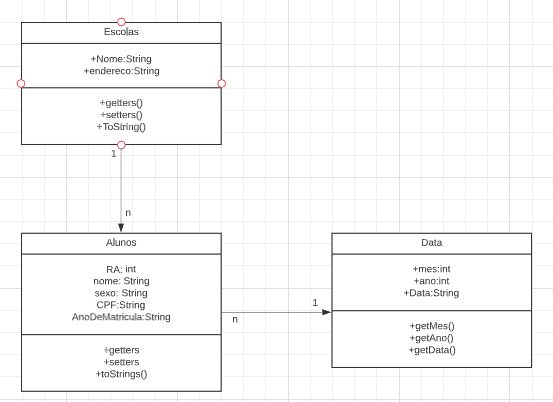 Escolas
+Nome:String
+endereco:String
+getters()
+setters()
+ToString()
1
n
Alunos
RA: int
nome: String
sexo: String
CPF:String
AnoDeMatricula:String
+getters
+setters
+toStrings()
n
1
Data
+mes:int
+ano:int
+Data:String
+getMes()
+getAno()
+getData()